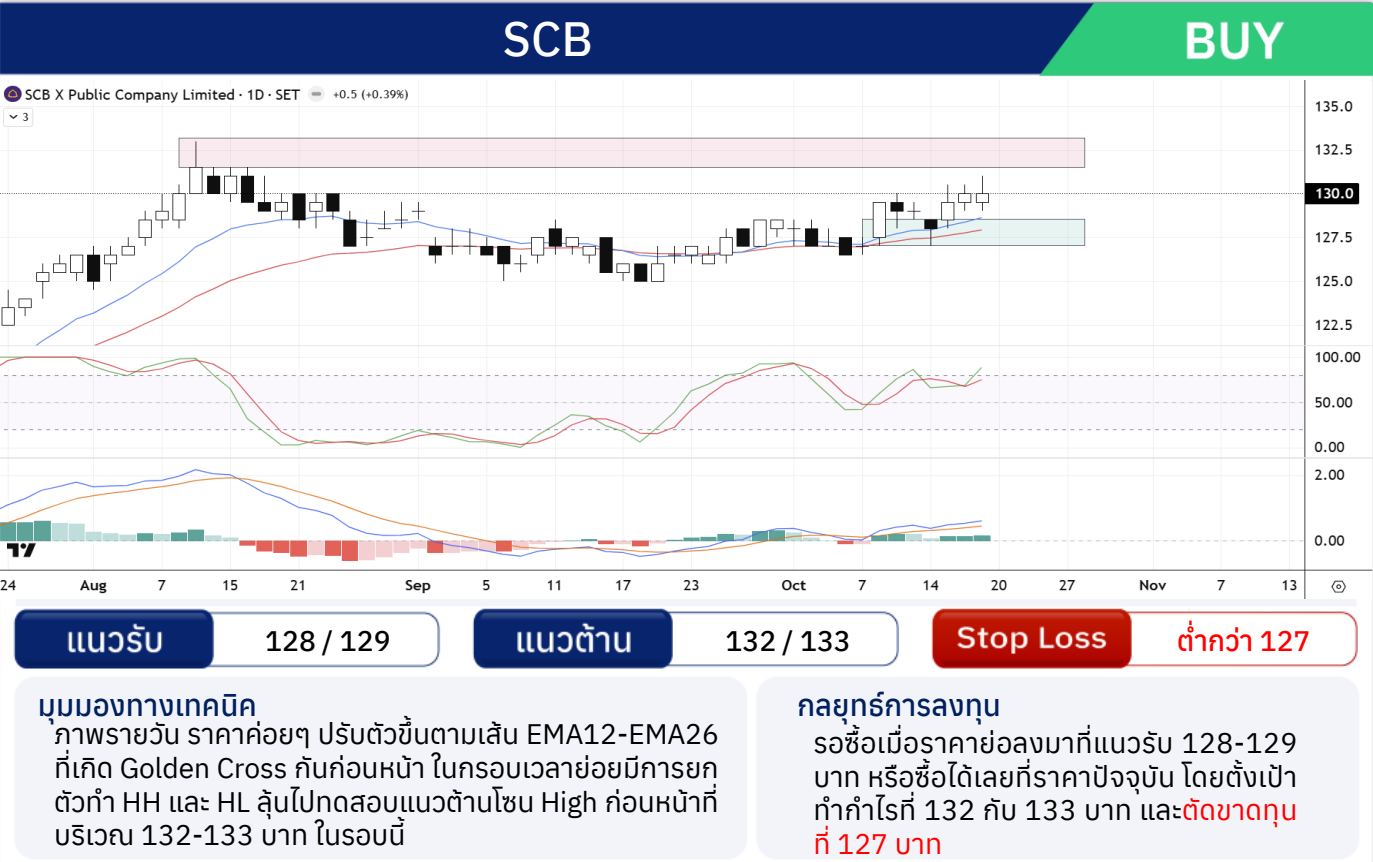 SCB
BUY
SCB X Public Company Limited · 1D · SET +0.5 (+0.39%)
3
135.0
132.5
130.0
127.5
125.0
122.5
100.00
50.00
0.00
2.00
0.00
24 Aug 7 15 21 Sep 5 11 17 23 Oct 7 14 20 27 Nov 7 13
แนวรับ 128 / 129
แนวต้าน 132 / 133
Stop Loss ต่ำกว่า 127
มุมมองทางเทคนิค
ภาพรายวัน ราคาค่อยๆ ปรับตัวขึ้นตามเส้น EMA12-EMA26
ที่เกิด Golden Cross กันก่อนหน้า ในกรอบเวลาย่อยมีการยก
ตัวทำ HH และ HL ลุ้นไปทดสอบแนวต้านโซน High ก่อนหน้าที่
บริเวณ 132-133 บาท ในรอบนี้
กลยุทธ์การลงทุน
รอซื้อเมื่อราคาย่อลงมาที่แนวรับ 128-129
บาท หรือซื้อได้เลยที่ราคาปัจจุบัน โดยตั้งเป้า
ทำกำไรที่ 132 กับ 133 บาท และตัดขาดทุน
ที่ 127 บาท